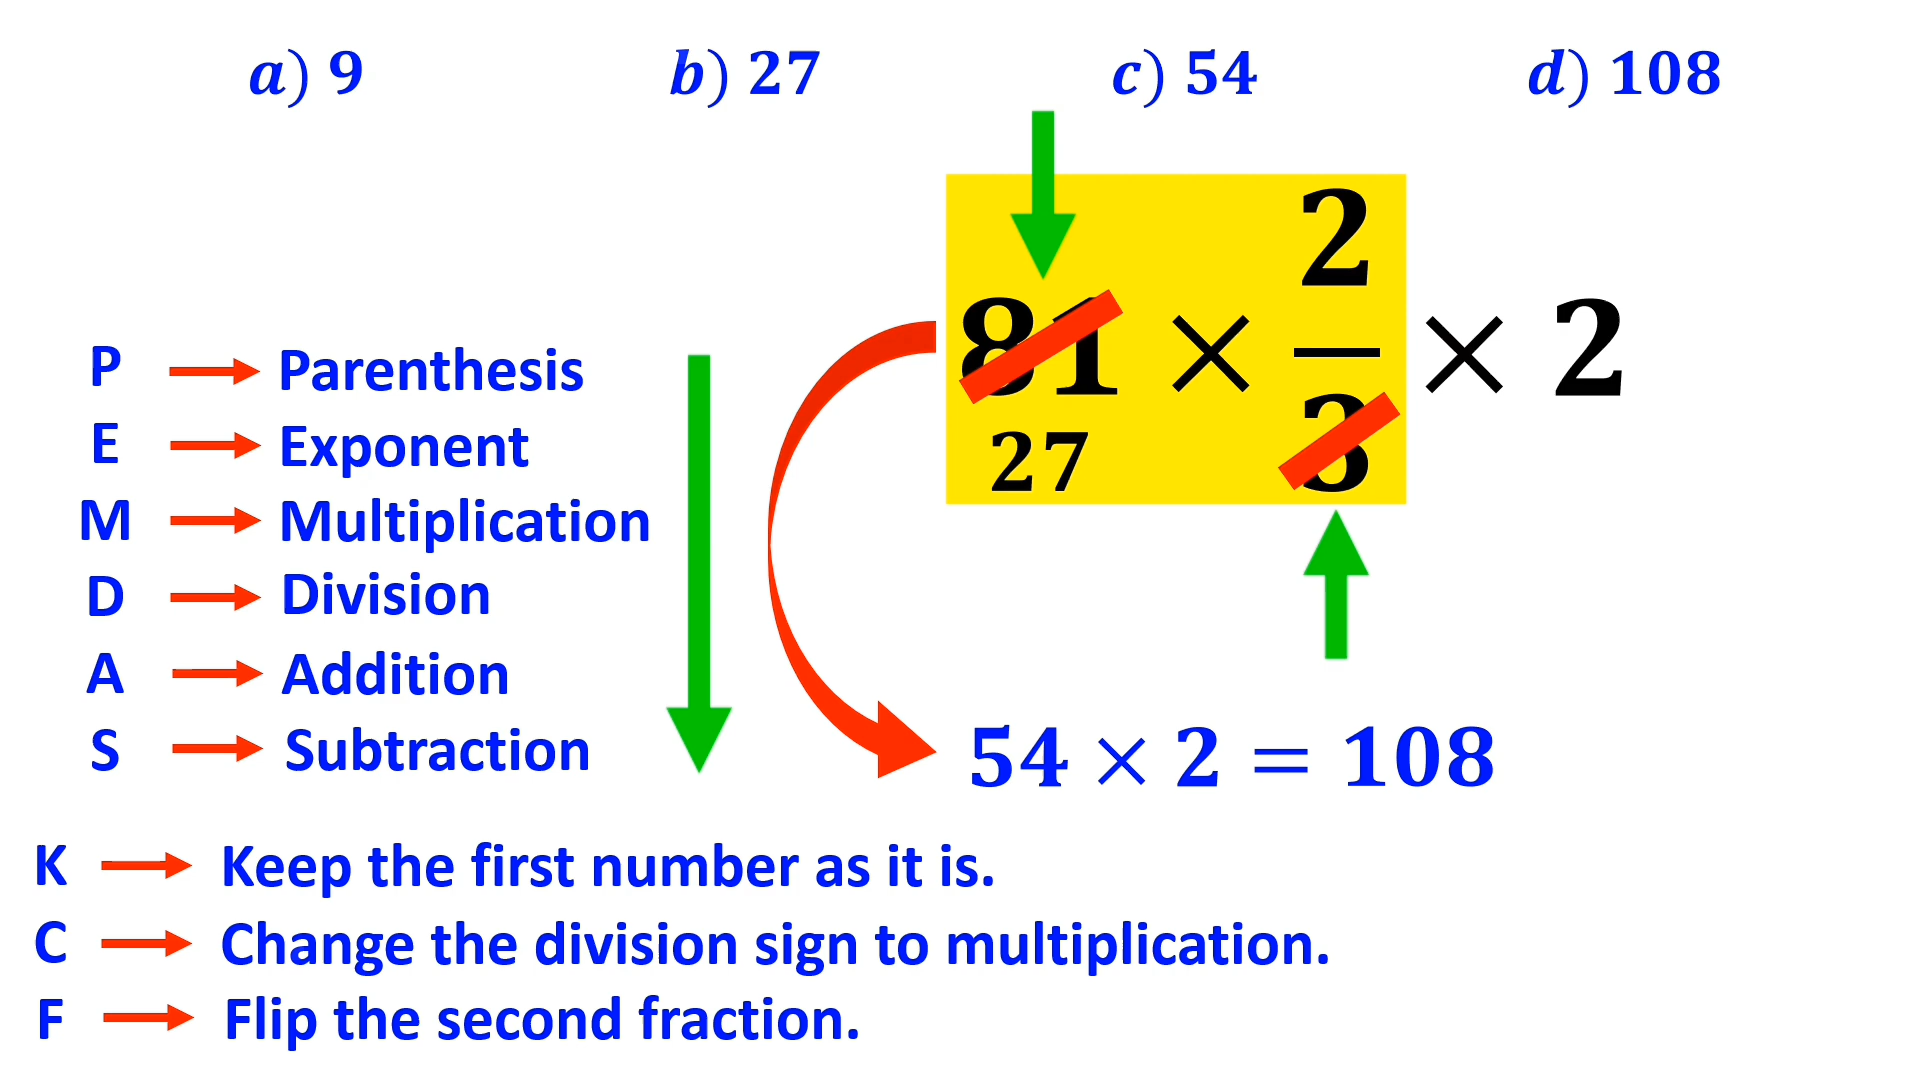 a) 9 b) 27 c) 54 d) 108
81 × 2/3 × 2
27
P Parenthesis
E Exponent
M Multiplication
D Division
A Addition
S Subtraction
54 × 2 = 108
K Keep the first number as it is.
C Change the division sign to multiplication.
F Flip the second fraction.